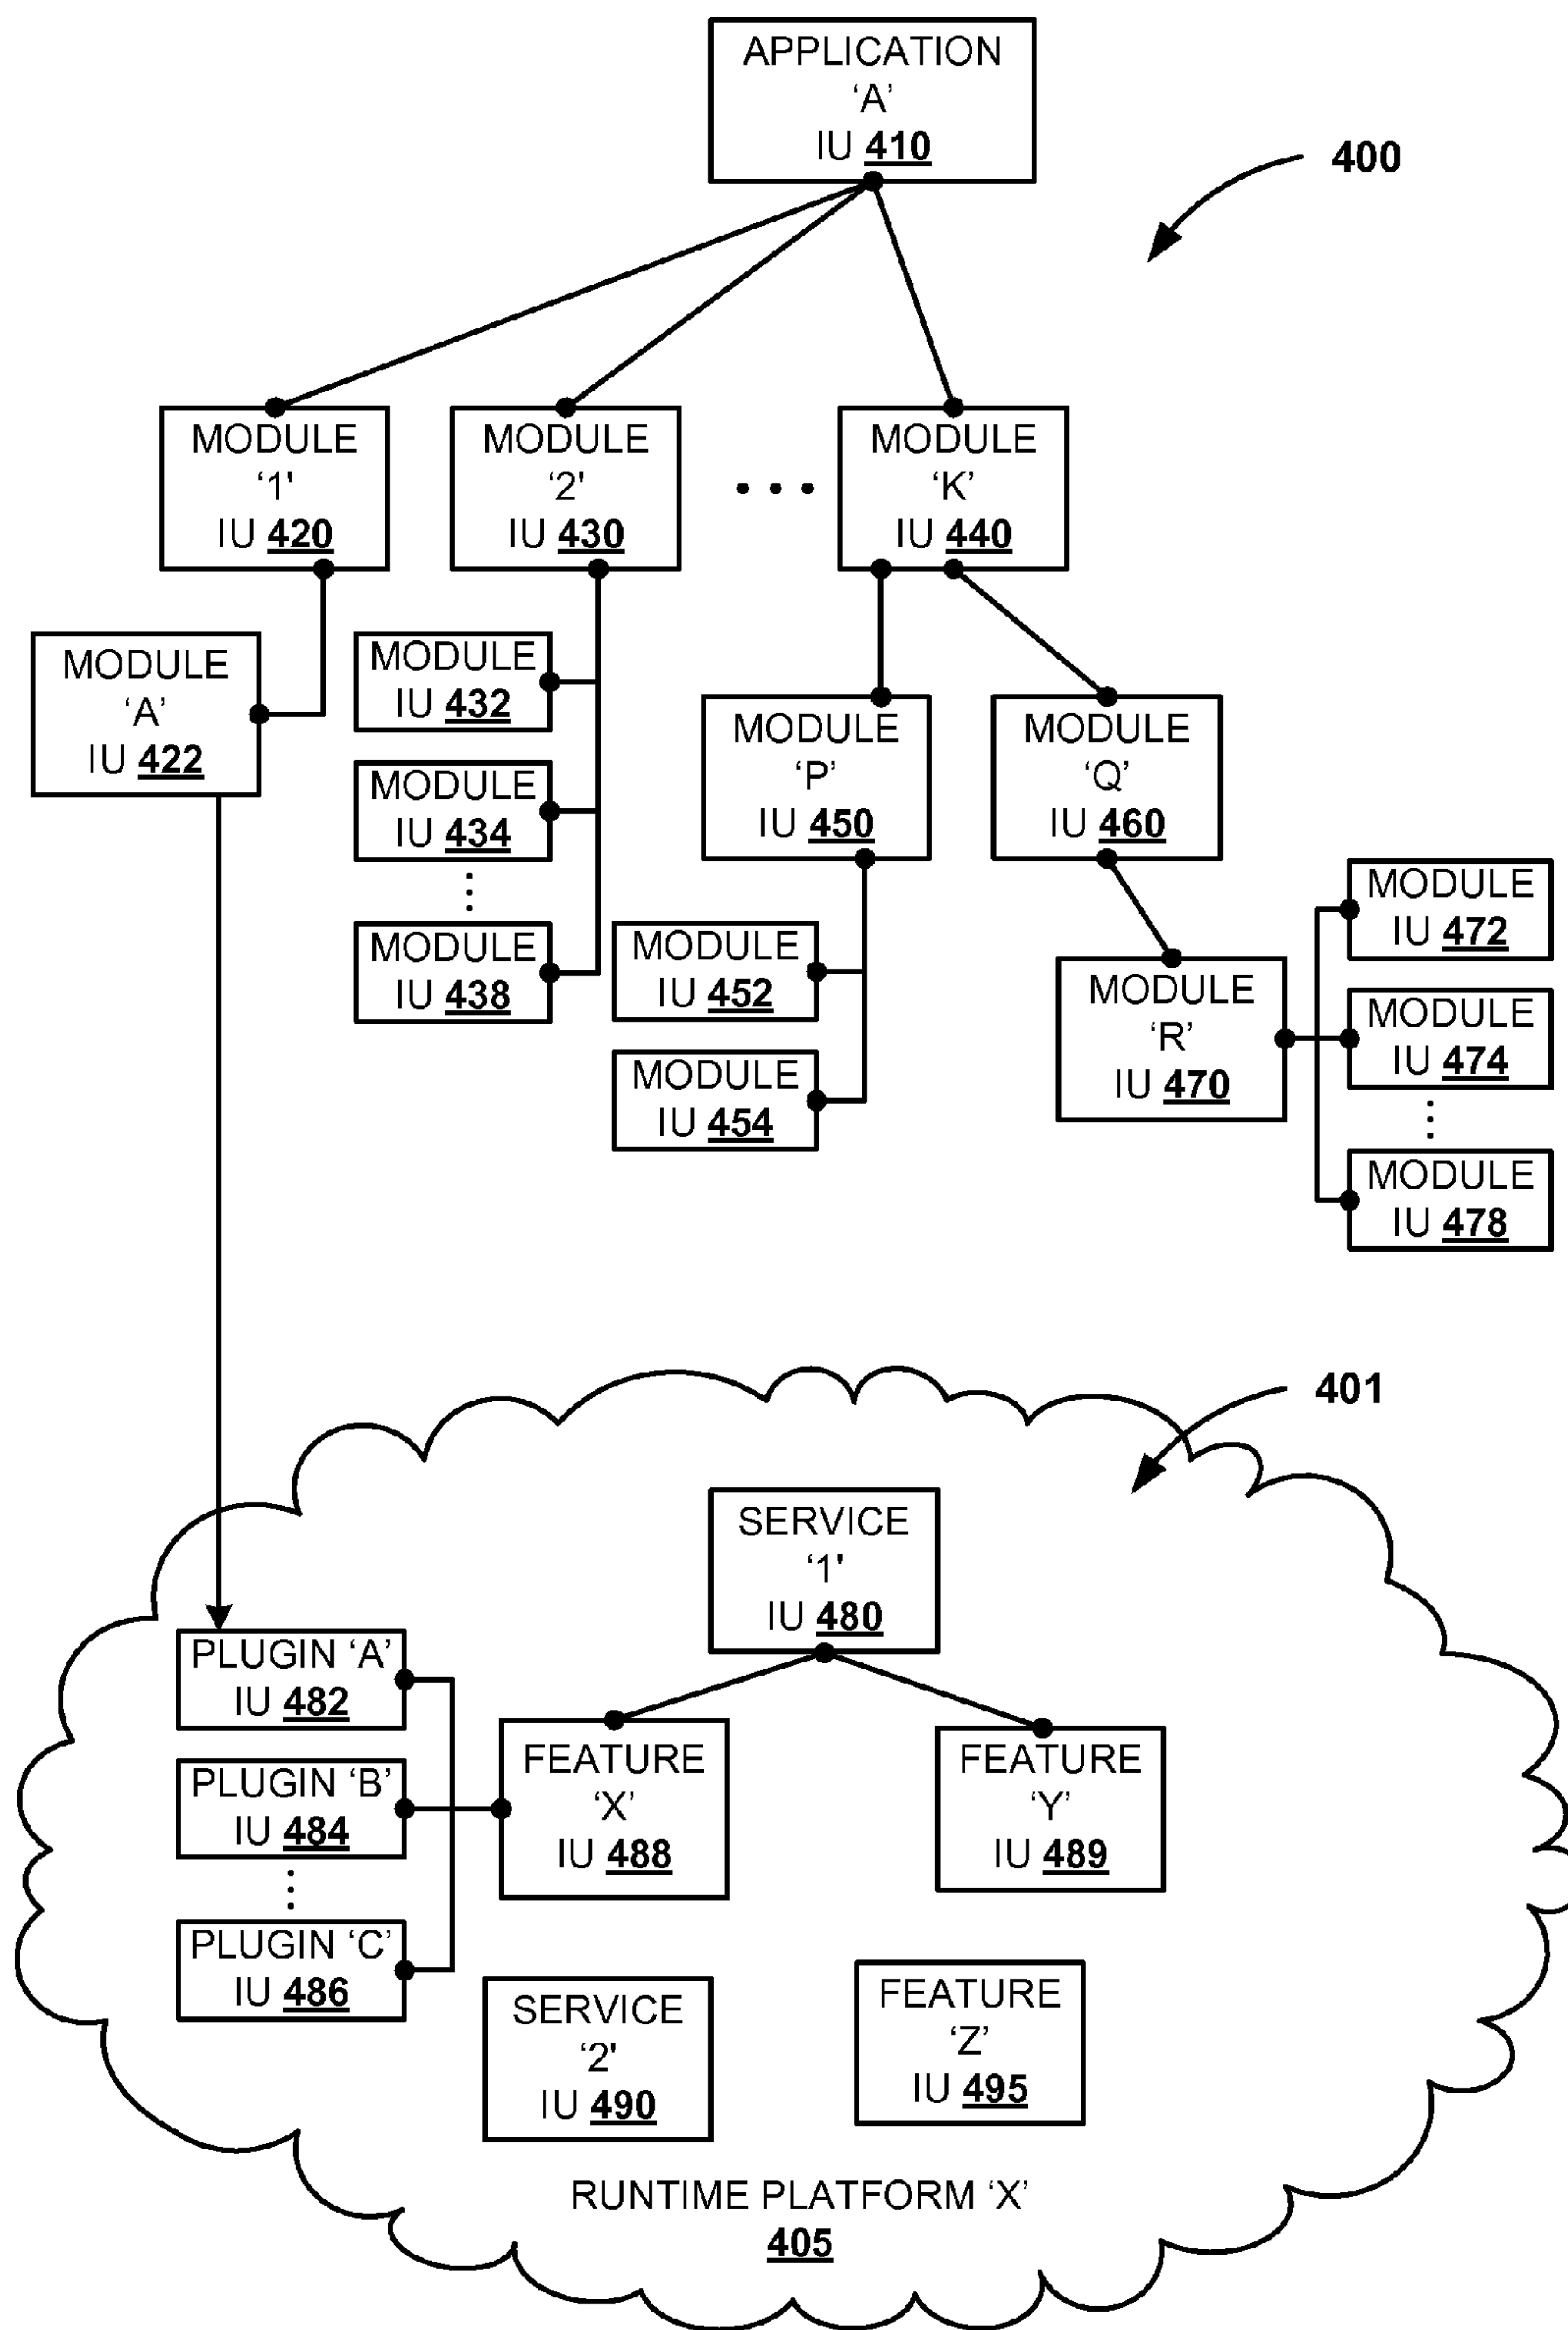 APPLICATION
‘A’
IU 410
400
MODULE
‘1'
IU 420
MODULE
‘2'
IU 430
• • •
MODULE
‘K’
IU 440
MODULE
‘A’
IU 422
MODULE
IU 432
MODULE
IU 434
MODULE
IU 438
MODULE
‘P’
IU 450
MODULE
IU 452
MODULE
IU 454
MODULE
‘Q’
IU 460
MODULE
‘R’
IU 470
MODULE
IU 472
MODULE
IU 474
MODULE
IU 478
401
SERVICE
‘1'
IU 480
PLUGIN ‘A’
IU 482
PLUGIN ‘B’
IU 484
PLUGIN ‘C’
IU 486
FEATURE
‘X’
IU 488
FEATURE
‘Y’
IU 489
SERVICE
‘2'
IU 490
FEATURE
‘Z’
IU 495
RUNTIME PLATFORM ‘X’
405